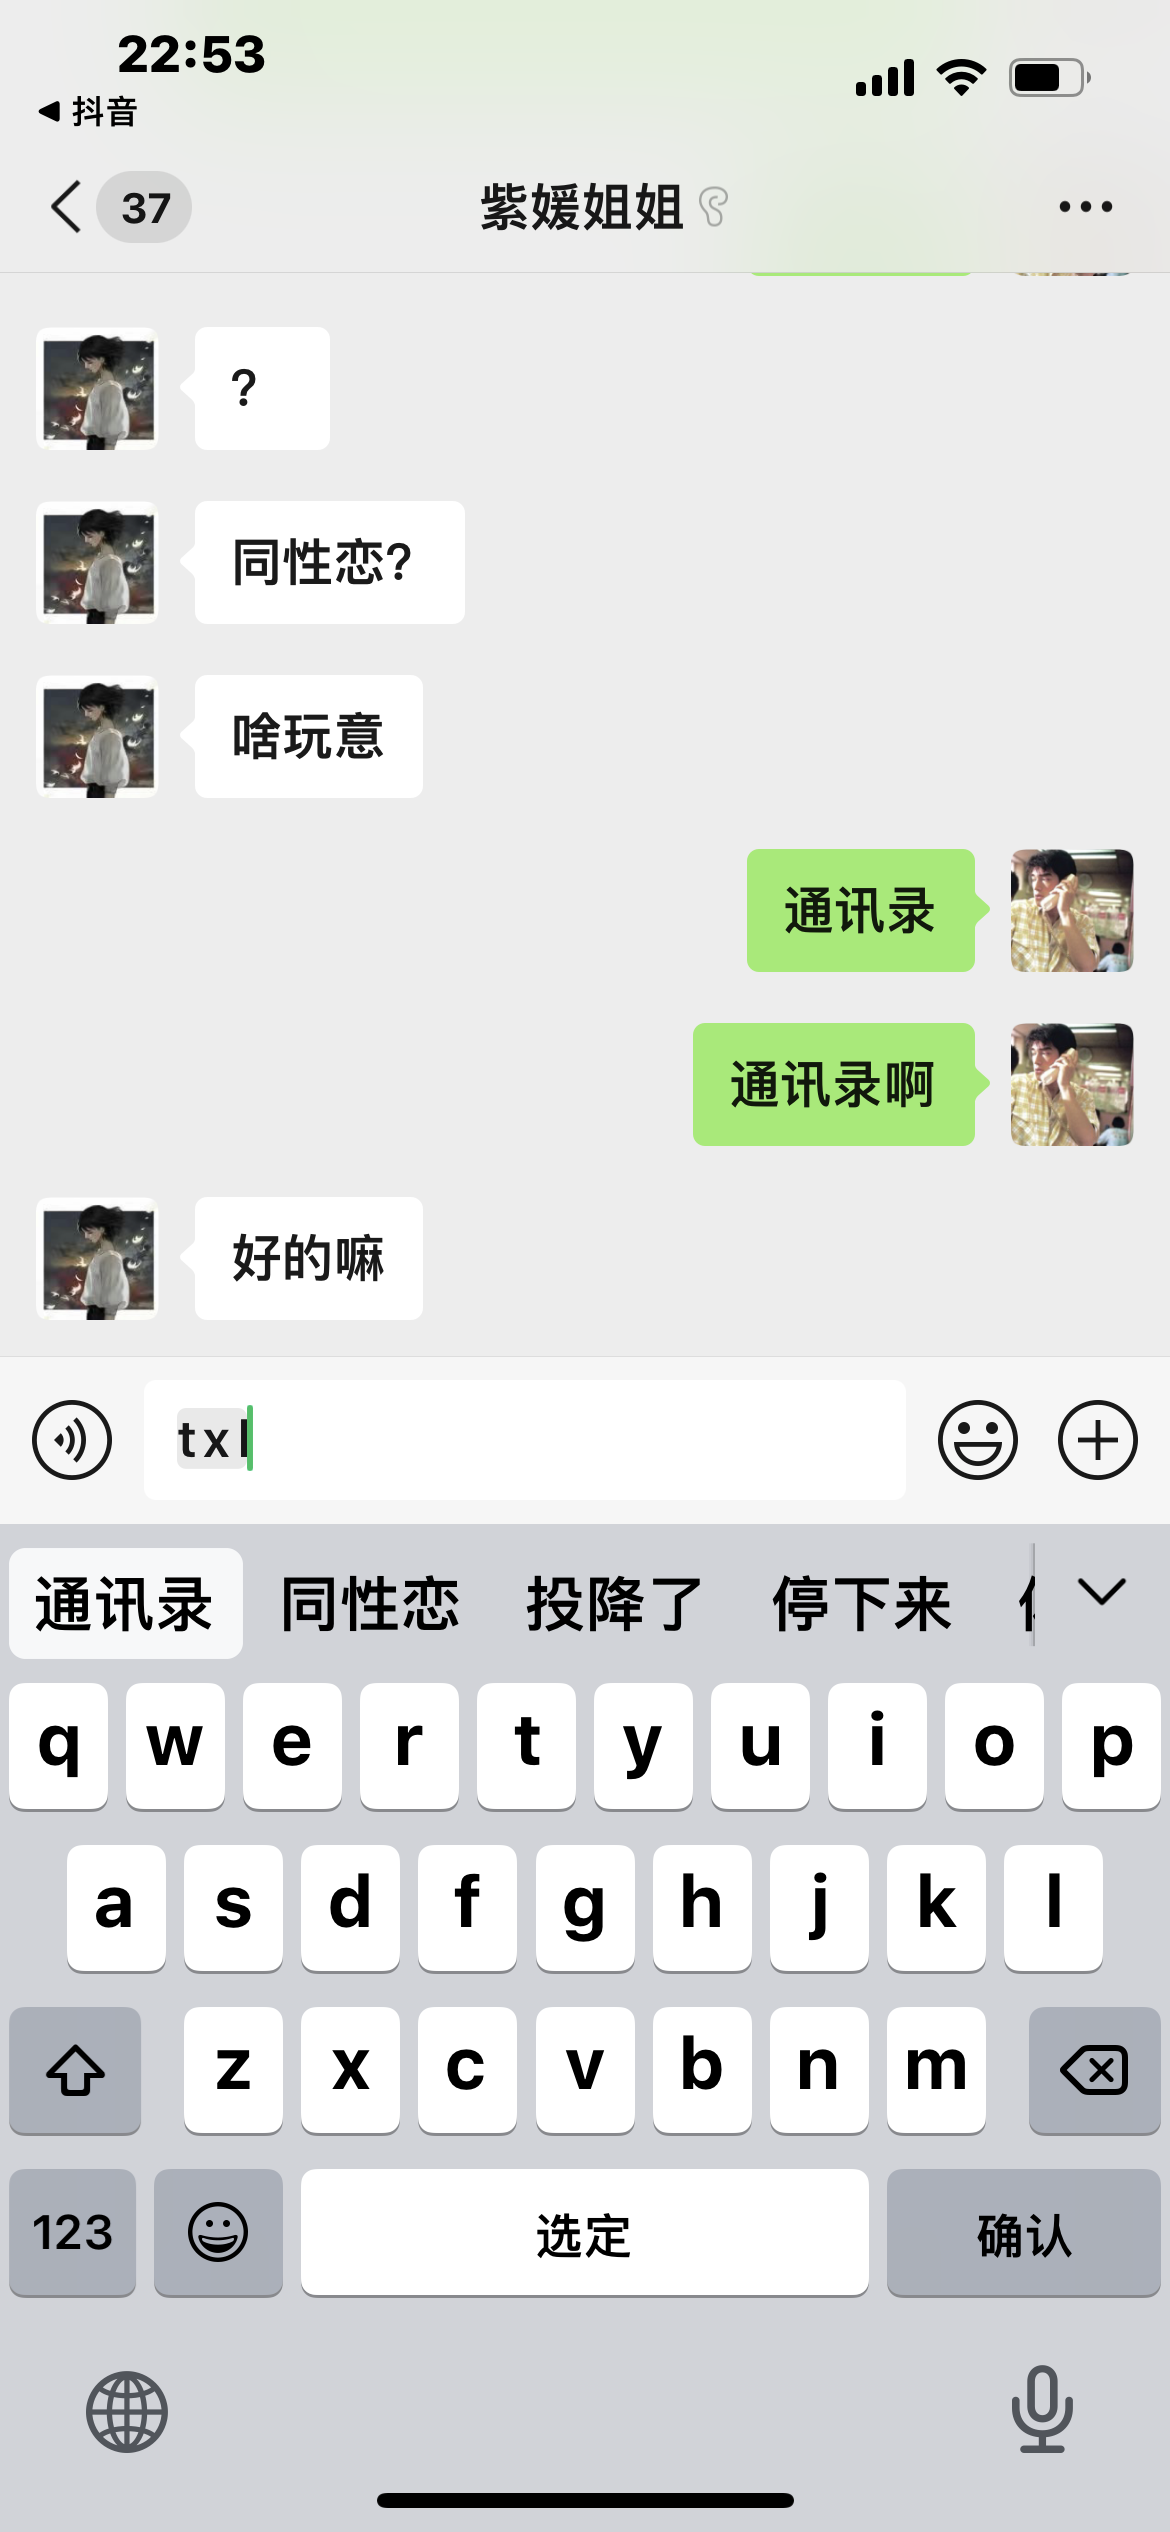 22:53
抖音
37
紫媛姐姐
?
同性恋?
啥玩意
通讯录
通讯录啊
好的嘛
txl
通讯录 同性恋 投降了 停下来
q w e r t y u i o p
a s d f g h j k l
z x c v b n m
123 选定 确认